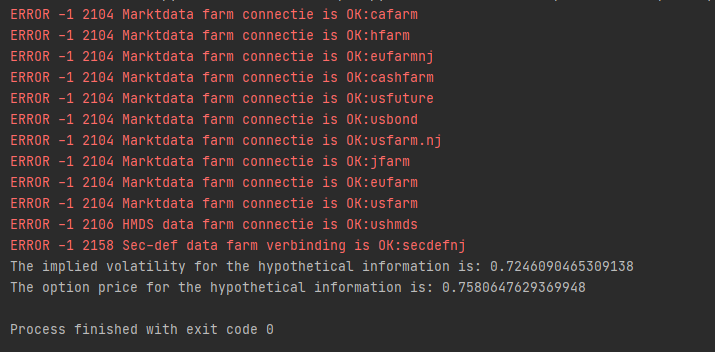 ERROR -1 2104 Marktdata farm connectie is OK:cafarm
ERROR -1 2104 Marktdata farm connectie is OK:hfarm
ERROR -1 2104 Marktdata farm connectie is OK:eufarmnj
ERROR -1 2104 Marktdata farm connectie is OK:cashfarm
ERROR -1 2104 Marktdata farm connectie is OK:usfuture
ERROR -1 2104 Marktdata farm connectie is OK:usbond
ERROR -1 2104 Marktdata farm connectie is OK:usfarm.nj
ERROR -1 2104 Marktdata farm connectie is OK:jfarm
ERROR -1 2104 Marktdata farm connectie is OK:eufarm
ERROR -1 2104 Marktdata farm connectie is OK:usfarm
ERROR -1 2106 HMDS data farm connectie is OK:ushmds
ERROR -1 2158 Sec-def data farm verbinding is OK:secdefnj
The implied volatility for the hypothetical information is: 0.7246090465309138
The option price for the hypothetical information is: 0.7580647629369948
Process finished with exit code 0